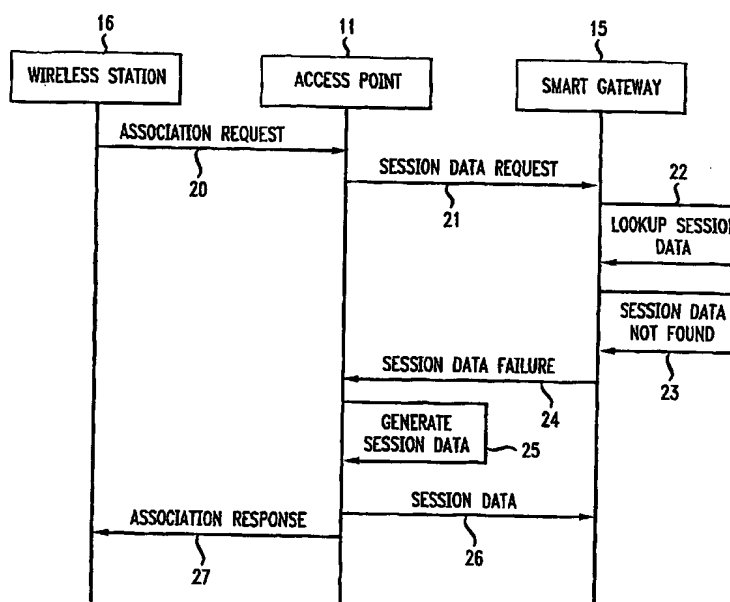 16
11
15
WIRELESS STATION
ACCESS POINT
SMART GATEWAY
ASSOCIATION REQUEST
20
SESSION DATA REQUEST
21
22
LOOKUP SESSION
DATA
SESSION DATA
NOT FOUND
23
SESSION DATA FAILURE
24
GENERATE
SESSION DATA
25
SESSION DATA
26
ASSOCIATION RESPONSE
27